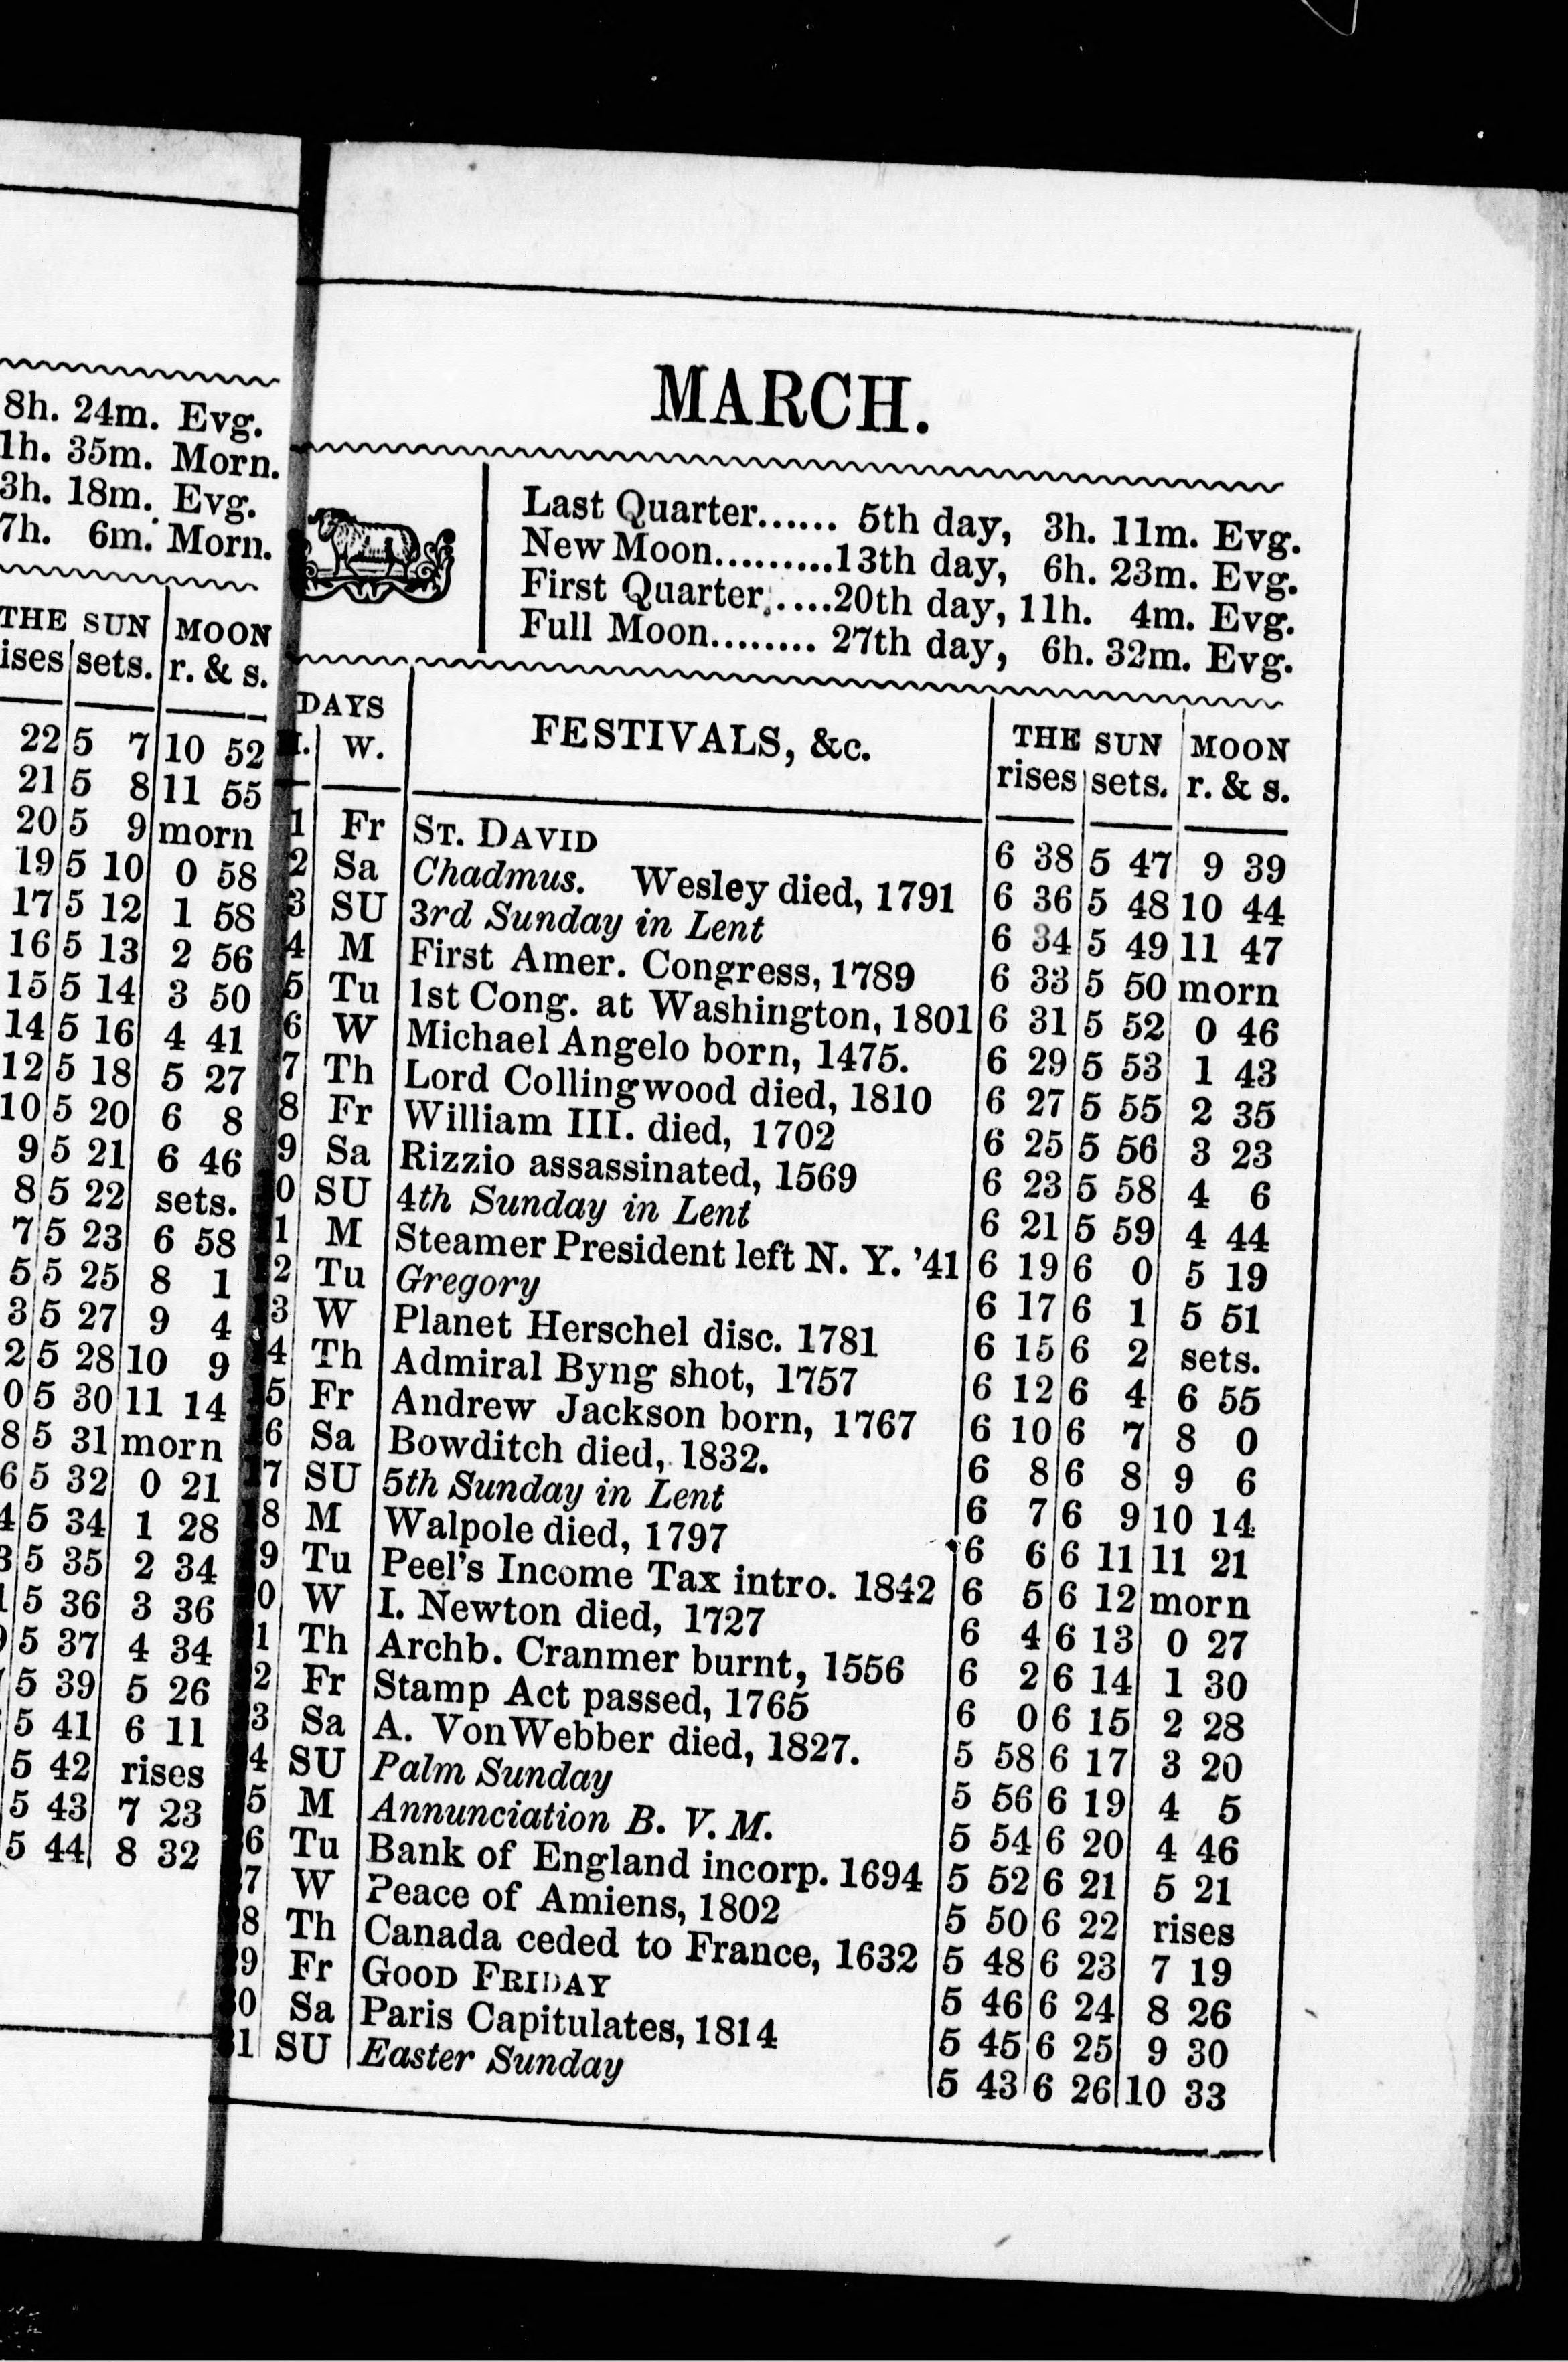 8h. 24m. Evg.
1h. 35m. Morn.
3h. 18m. Evg.
7h. 6m. Morn.
THE SUN MOON
ises sets. r. & s.
22 5 7 10 52
21 5 8 11 55
20 5 9 morn
19 5 10 0 58
17 5 12 1 58
16 5 13 2 56
15 5 14 3 50
14 5 16 4 41
12 5 18 5 27
10 5 20 6 8
9 5 21 6 46
8 5 22 sets.
7 5 23 6 58
5 5 25 8 1
3 5 27 9 4
2 5 28 10 9
0 5 30 11 14
8 5 31 morn
6 5 32 0 21
4 5 34 1 28
3 5 35 2 34
1 5 36 3 36
5 37 4 34
5 39 5 26
5 41 6 11
5 42 rises
5 43 7 23
5 44 8 32
MARCH.
Last Quarter...... 5th day, 3h. 11m. Evg.
New Moon..........13th day, 6h. 23m. Evg.
First Quarter.....20th day, 11h. 4m. Evg.
Full Moon......... 27th day, 6h. 32m. Evg.
DAYS FESTIVALS, &c. THE SUN MOON
W. rises sets. r. & s.
1 Fr ST. DAVID 6 38 5 47 9 39
2 Sa Chadmus. Wesley died, 1791 6 36 5 48 10 44
3 SU 3rd Sunday in Lent 6 34 5 49 11 47
4 M First Amer. Congress, 1789 6 33 5 50 morn
5 Tu 1st Cong. at Washington, 1801 6 31 5 52 0 46
6 W Michael Angelo born, 1475. 6 29 5 53 1 43
7 Th Lord Collingwood died, 1810 6 27 5 55 2 35
8 Fr William III. died, 1702 6 25 5 56 3 23
9 Sa Rizzio assassinated, 1569 6 23 5 58 4 6
0 SU 4th Sunday in Lent 6 21 5 59 4 44
1 M Steamer President left N. Y. '41 6 19 6 0 5 19
2 Tu Gregory 6 17 6 1 5 51
3 W Planet Herschel disc. 1781 6 15 6 2 sets.
4 Th Admiral Byng shot, 1757 6 12 6 4 6 55
5 Fr Andrew Jackson born, 1767 6 10 6 7 8 0
6 Sa Bowditch died, 1832. 6 8 6 8 9 6
7 SU 5th Sunday in Lent 6 7 6 9 10 14
8 M Walpole died, 1797 6 6 6 11 11 21
9 Tu Peel's Income Tax intro. 1842 6 5 6 12 morn
0 W I. Newton died, 1727 6 4 6 13 0 27
1 Th Archb. Cranmer burnt, 1556 6 2 6 14 1 30
2 Fr Stamp Act passed, 1765 6 0 6 15 2 28
3 Sa A. Von Webber died, 1827. 5 58 6 17 3 20
4 SU Palm Sunday 5 56 6 19 4 5
5 M Annunciation B. V. M. 5 54 6 20 4 46
6 Tu Bank of England incorp. 1694 5 52 6 21 5 21
7 W Peace of Amiens, 1802 5 50 6 22 rises
8 Th Canada ceded to France, 1632 5 48 6 23 7 19
9 Fr GOOD FRIDAY 5 46 6 24 8 26
0 Sa Paris Capitulates, 1814 5 45 6 25 9 30
31 SU Easter Sunday 5 43 6 26 10 33